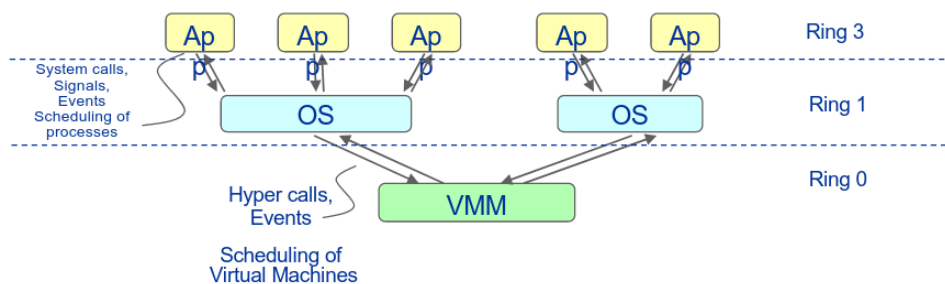 Ap
p
Ap
p
Ap
p
Ap
p
Ap
p
Ring 3
System calls,
Signals,
Events
Scheduling of
processes
OS
OS
Ring 1
Hyper calls,
Events
VMM
Ring 0
Scheduling of
Virtual Machines